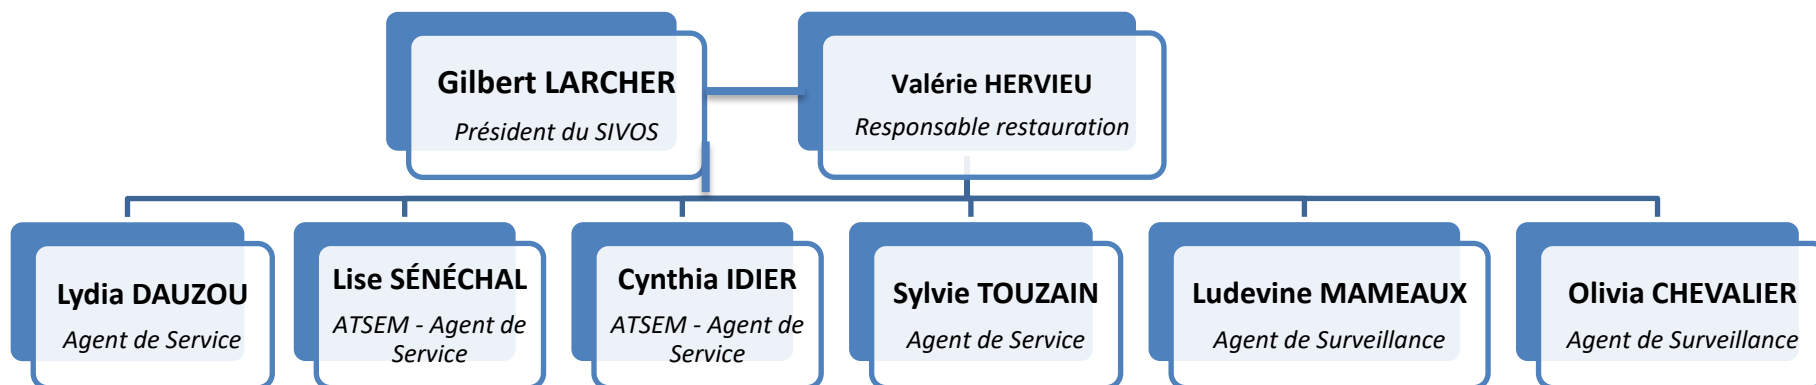 Gilbert LARCHER
Président du SIVOS
Valérie HERVIEU
Responsable restauration
Lydia DAUZOU
Agent de Service
Lise SÉNÉCHAL
ATSEM - Agent de
Service
Cynthia IDIER
ATSEM - Agent de
Service
Sylvie TOUZAIN
Agent de Service
Ludevine MAMEAUX
Agent de Surveillance
Olivia CHEVALIER
Agent de Surveillance